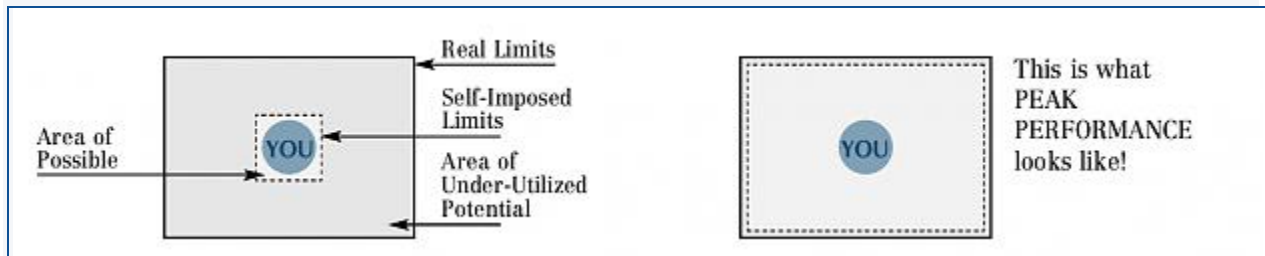 Real Limits
Self-Imposed
Limits
Area of
Possible
YOU
Area of
Under-Utilized
Potential
YOU
This is what
PEAK
PERFORMANCE
looks like!